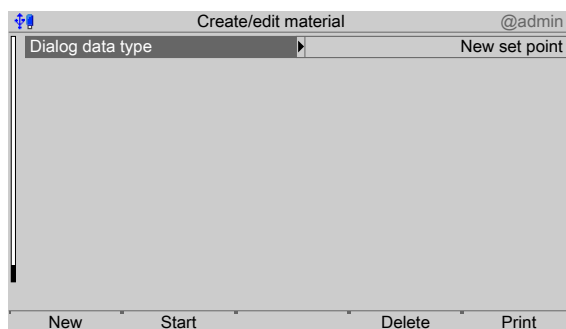 Create/edit material @admin
Dialog data type New set point
New Start Delete Print